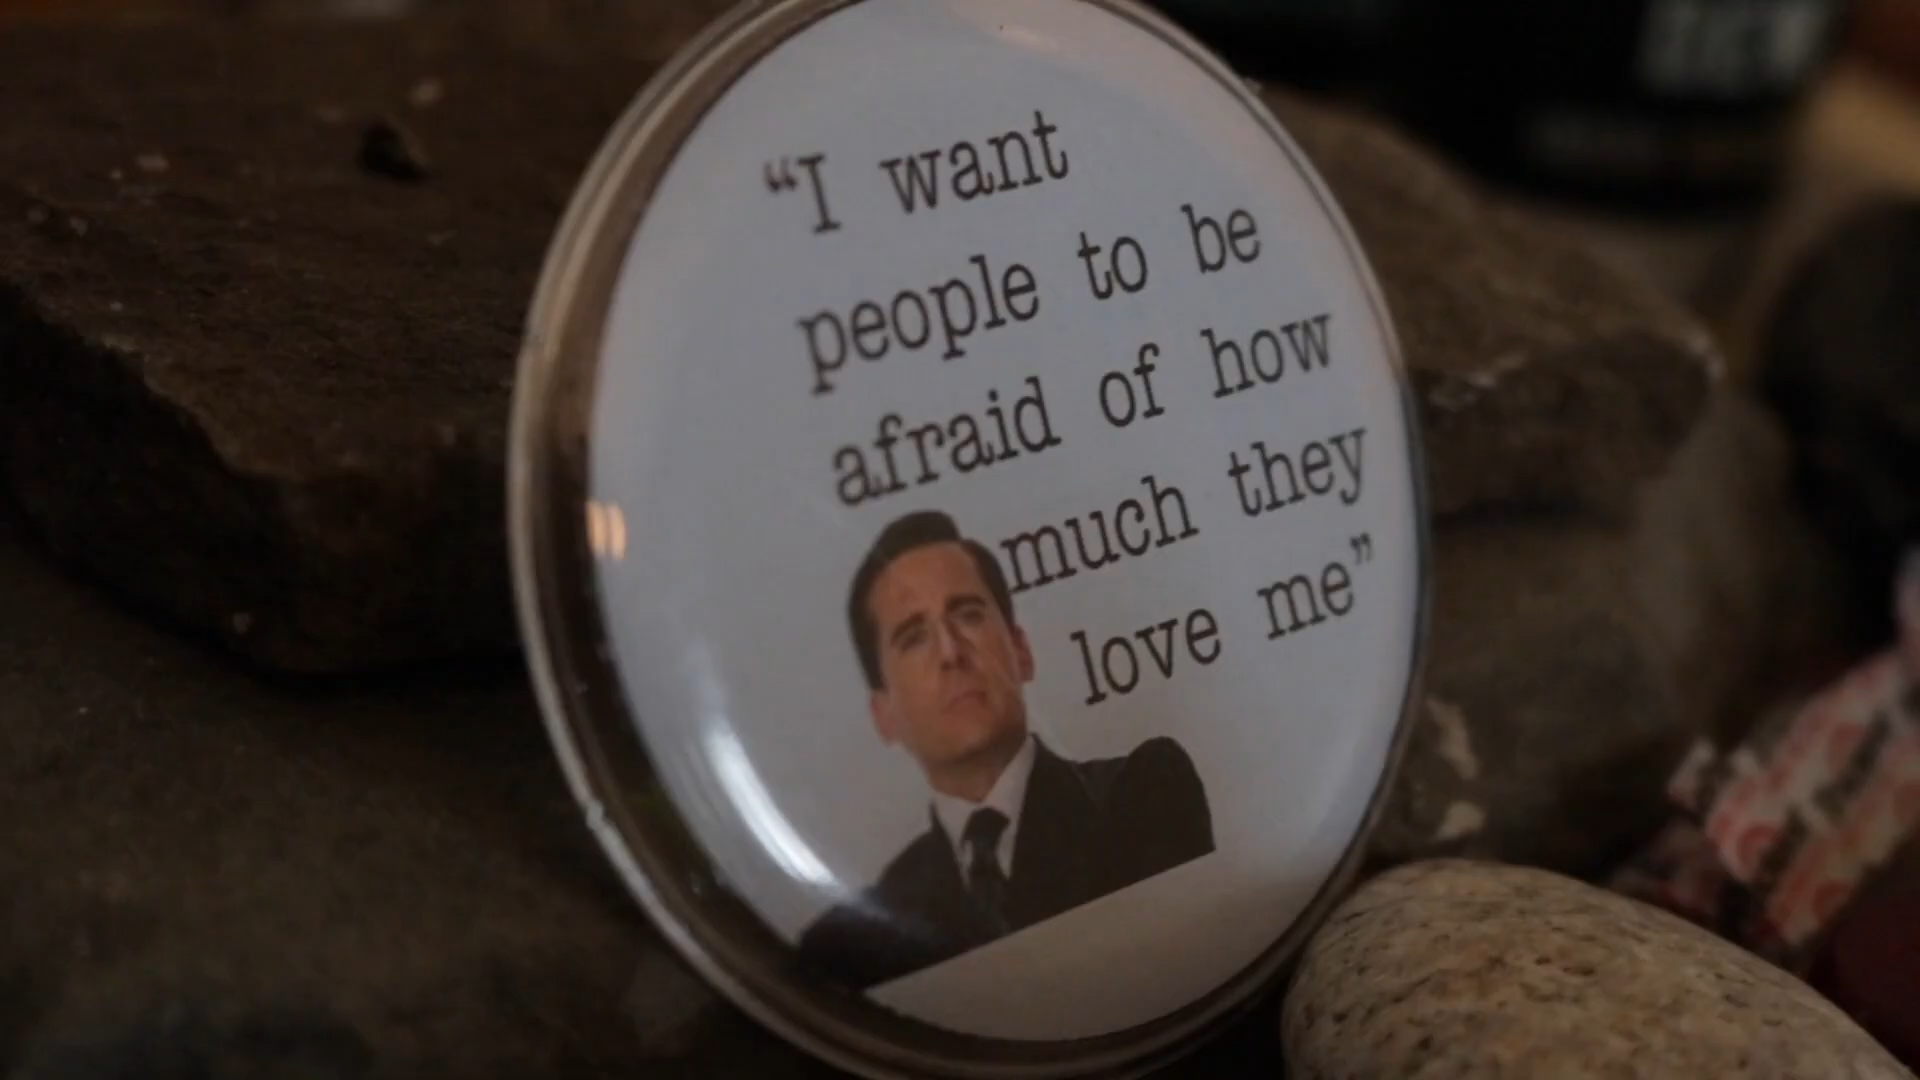 “I want
people to be
afraid of how
much they
love me”